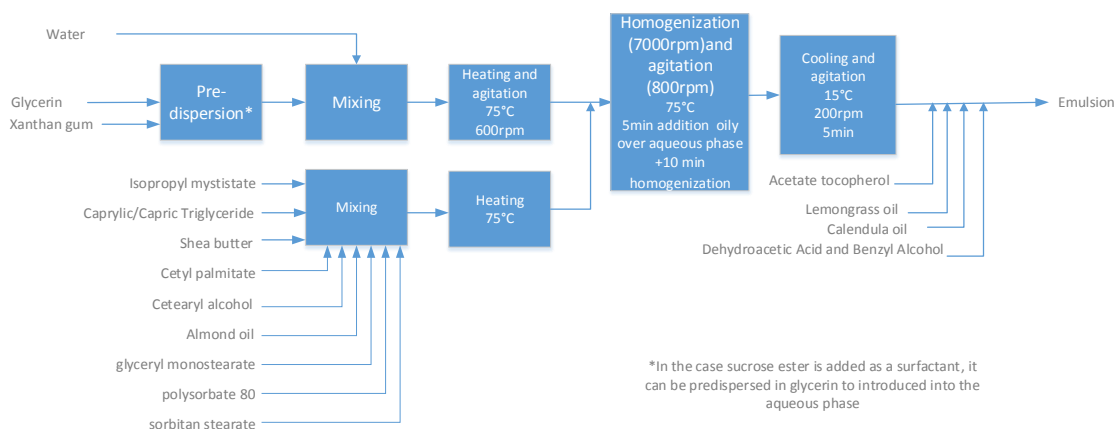 Water
Glycerin
Xanthan gum
Pre-
dispersion*
Mixing
Heating and
agitation
75°C
600rpm
Homogenization
(7000rpm)and
agitation
(800rpm)
75°C
5min addition oily
over aqueous phase
+10 min
homogenization
Cooling and
agitation
15°C
200rpm
5min
Emulsion
Isopropyl mystistate
Caprylic/Capric Triglyceride
Shea butter
Cetyl palmitate
Cetearyl alcohol
Almond oil
glyceryl monostearate
polysorbate 80
sorbitan stearate
Mixing
Heating
75°C
Acetate tocopherol
Lemongrass oil
Calendula oil
Dehydroacetic Acid and Benzyl Alcohol
*In the case sucrose ester is added as a surfactant, it
can be predispersed in glycerin to introduced into the
aqueous phase